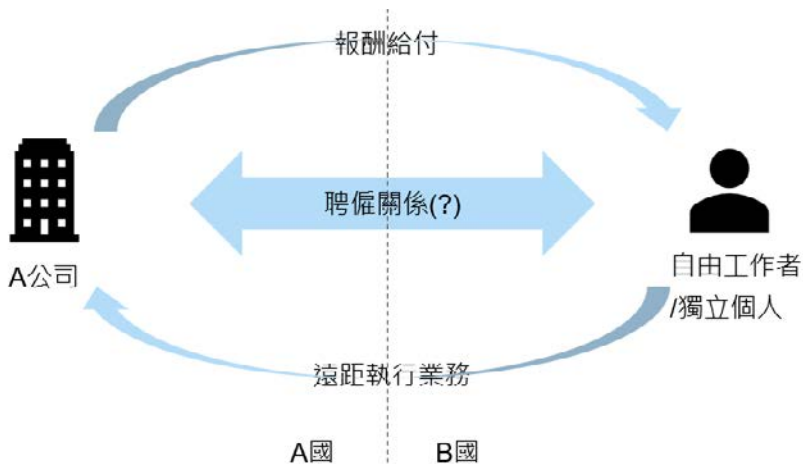 報酬給付
聘僱關係(?)
A公司
自由工作者
/獨立個人
遠距執行業務
A國
B國